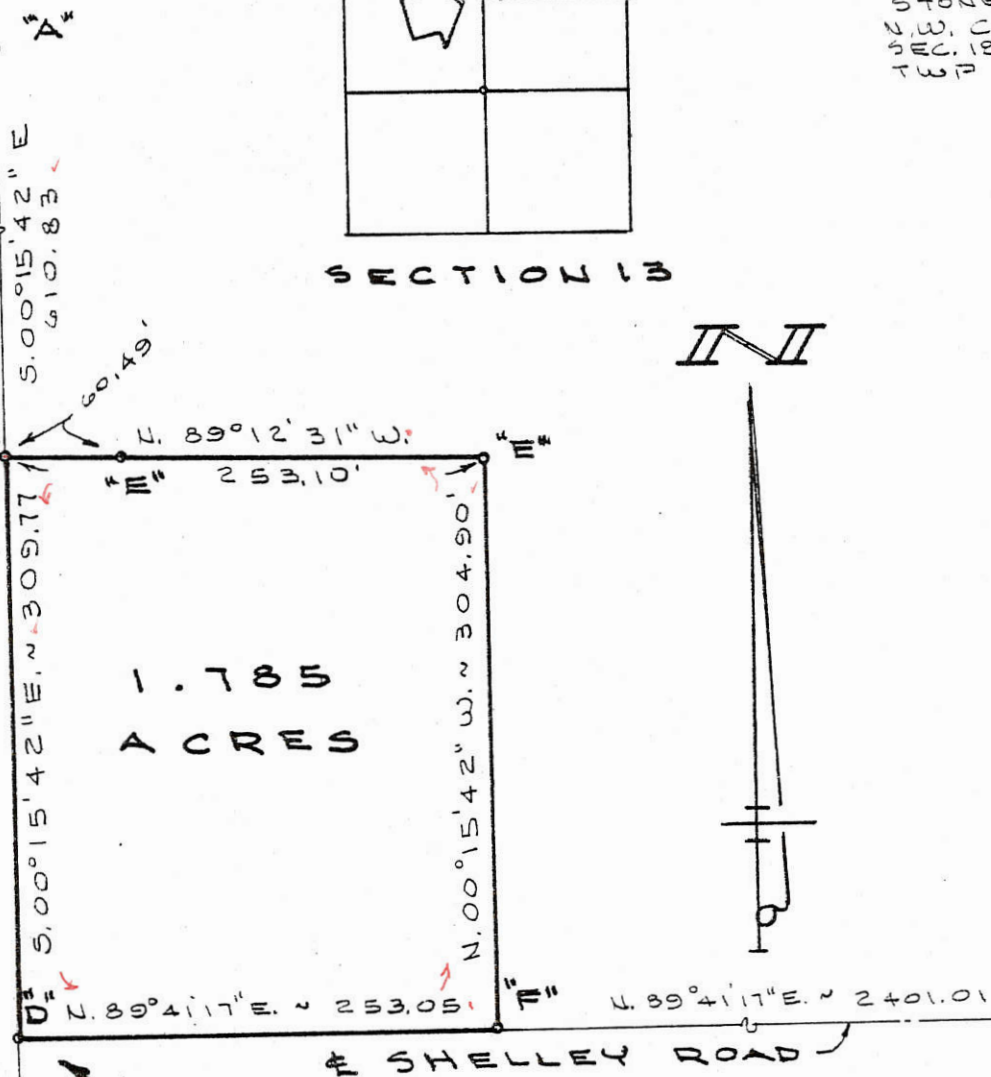 "A"
STONE
N.W. C
SEC. 18
TWP
S.00°15'42"E
610.83
SECTION 13
N
60.49'
N. 89°12'31"W.
253.10'
"E"
"E"
S.00°15'42"E. ~ 309.77
N.00°15'42"W. ~ 304.90'
1.785
ACRES
"D"
N.89°41'17"E. ~ 253.05
"F"
N.89°41'17"E. ~ 2401.01
℄ SHELLEY ROAD